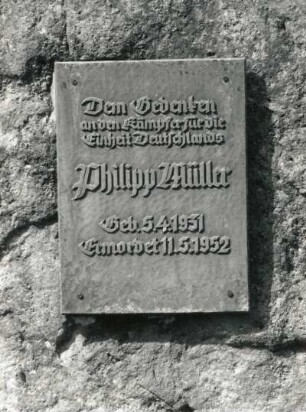 Dem Gedenken
an den Kämpfer für die
Einheit Deutschlands
Philipp Müller
Geb. 5.4.1931
Ermordet 11.5.1952